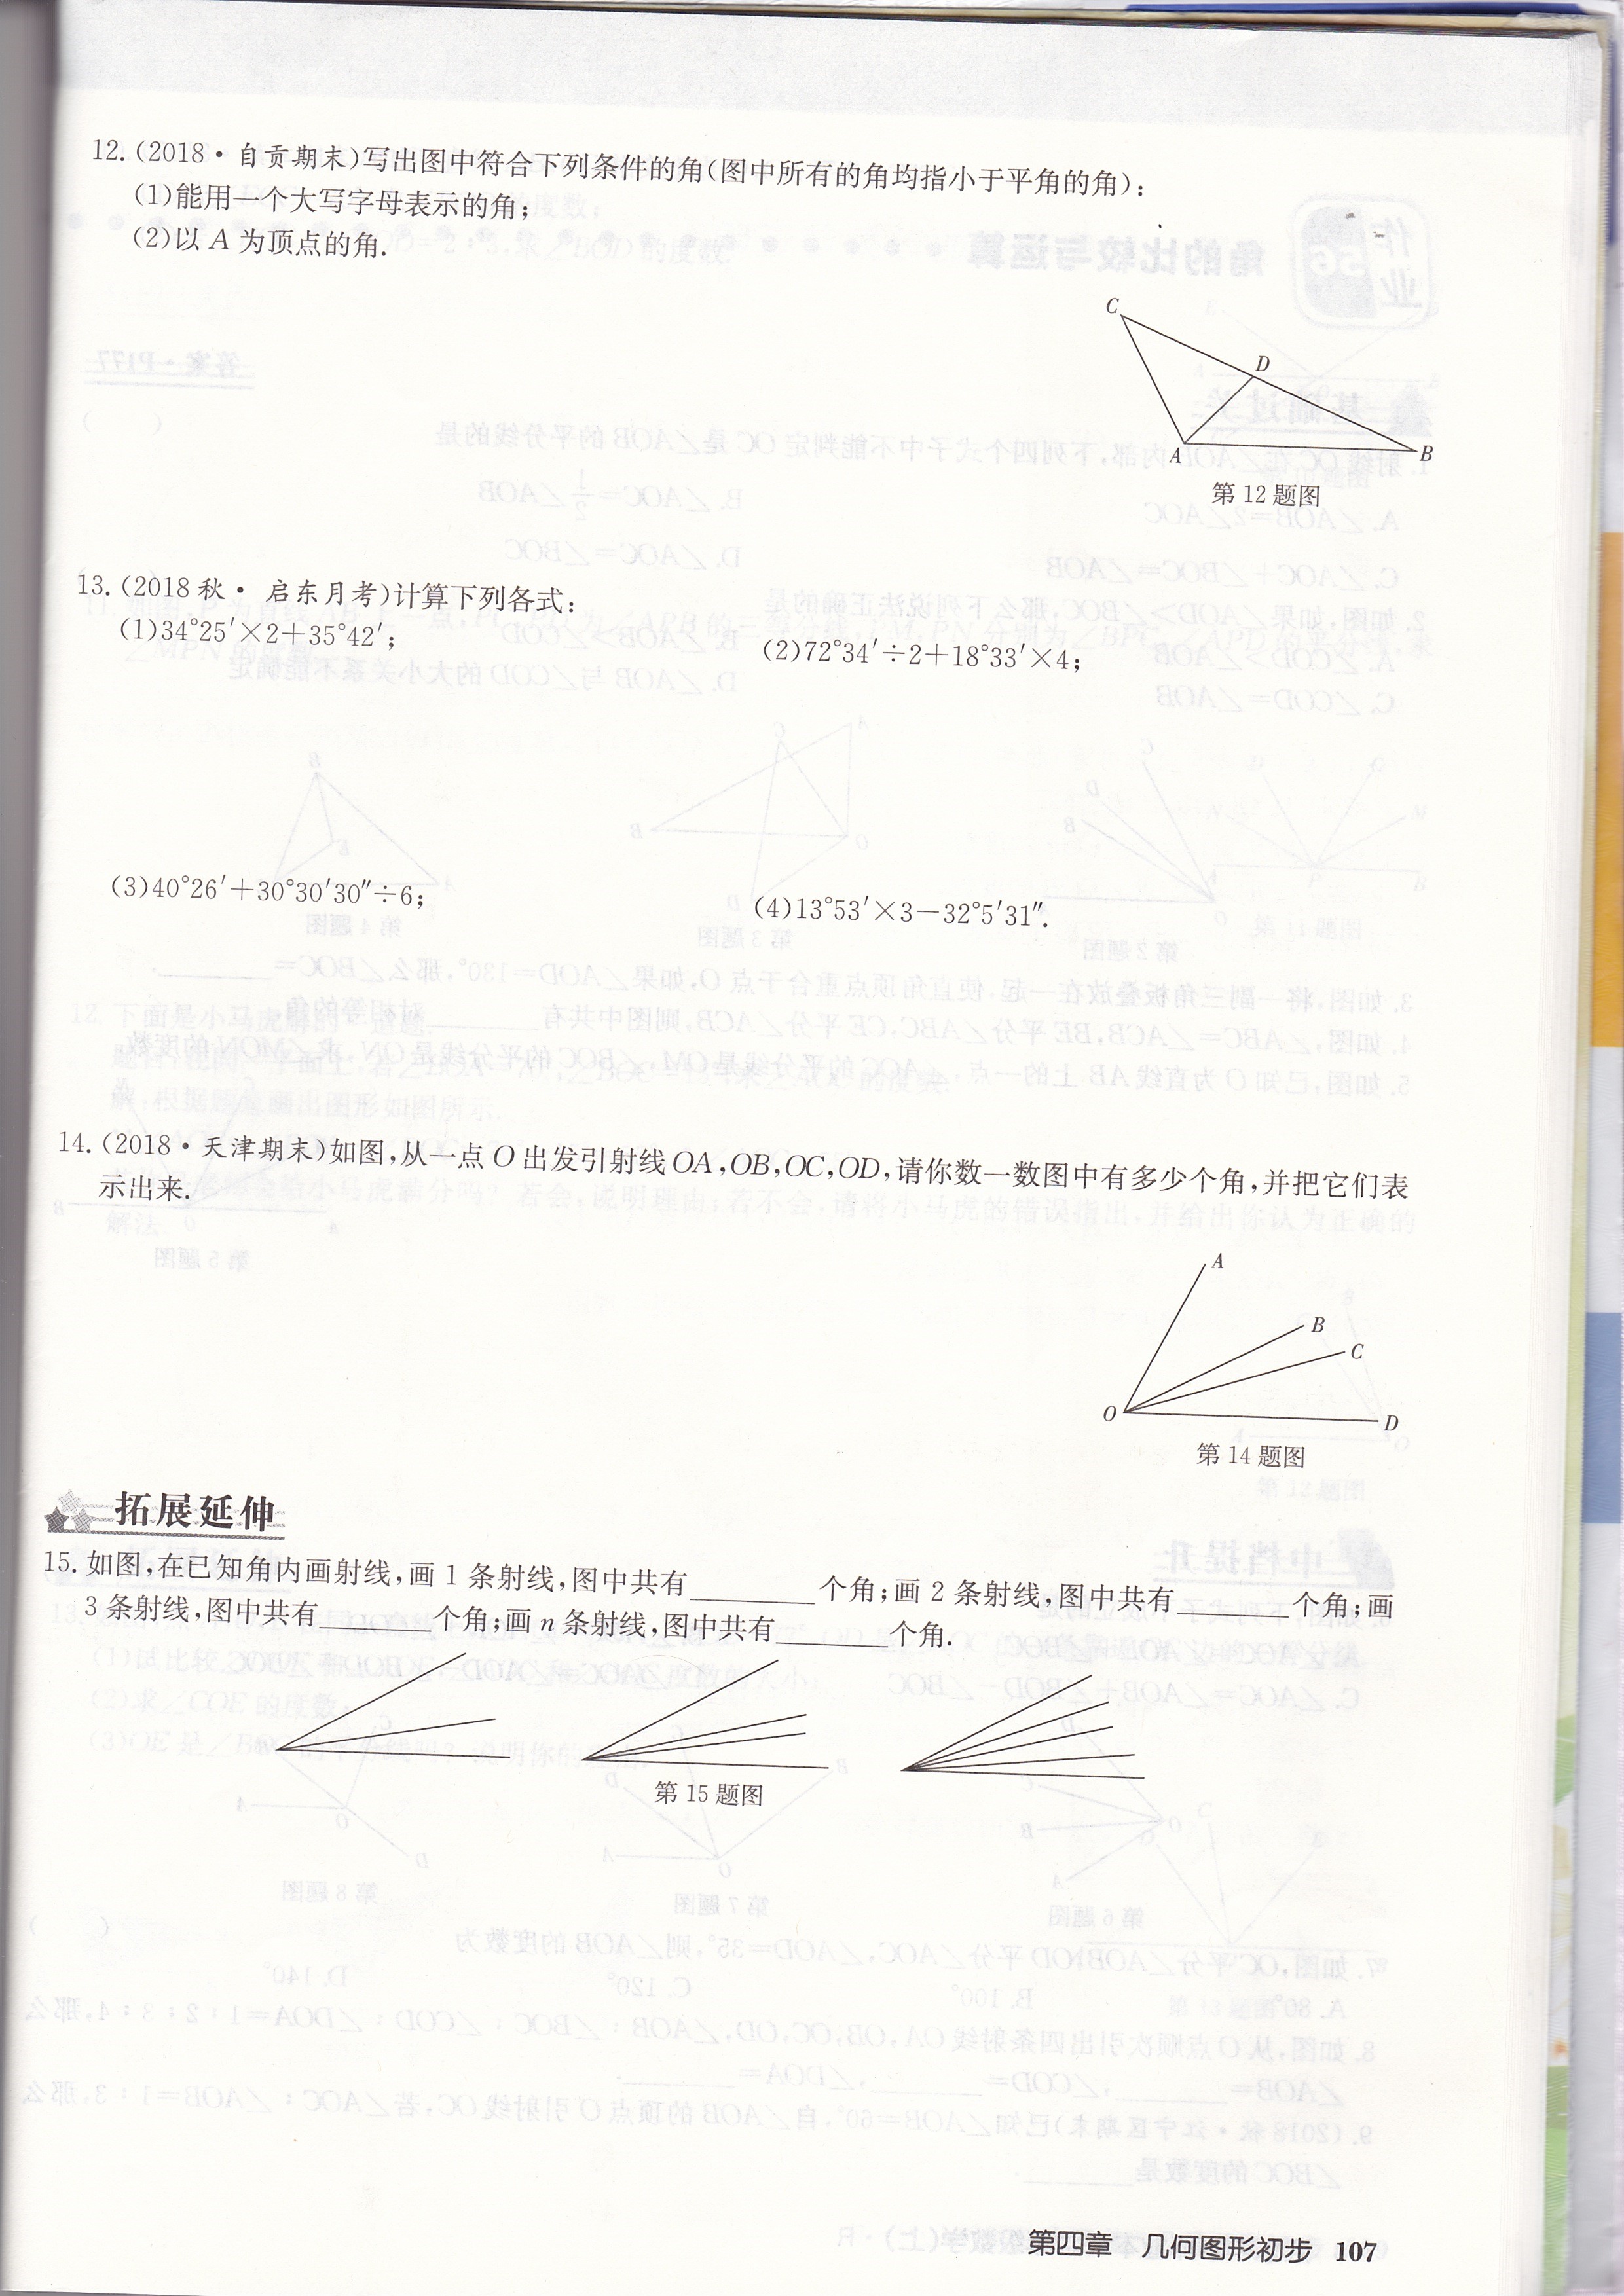 12.(2018·自贡期末)写出图中符合下列条件的角(图中所有的角均指小于平角的角):
(1)能用一个大写字母表示的角;
(2)以 A 为顶点的角.
C
D
A
B
第 12 题图
13.(2018 秋· 启东月考)计算下列各式:
(1)34°25′×2+35°42′;
(2)72°34′÷2+18°33′×4;
(3)40°26′+30°30′30″÷6;
(4)13°53′×3−32°5′31″.
14.(2018·天津期末)如图,从一点 O 出发引射线 OA,OB,OC,OD,请你数一数图中有多少个角,并把它们表
示出来.
A
B
C
O
D
第 14 题图
拓展延伸
15. 如图,在已知角内画射线,画 1 条射线,图中共有________个角;画 2 条射线,图中共有________个角;画
3 条射线,图中共有________个角;画 n 条射线,图中共有________个角.
第 15 题图
第四章 几何图形初步 107